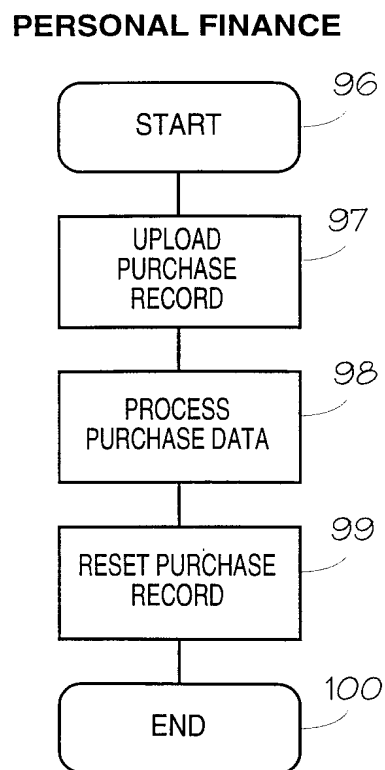 PERSONAL FINANCE
96
START
97
UPLOAD
PURCHASE
RECORD
98
PROCESS
PURCHASE DATA
99
RESET PURCHASE
RECORD
100
END